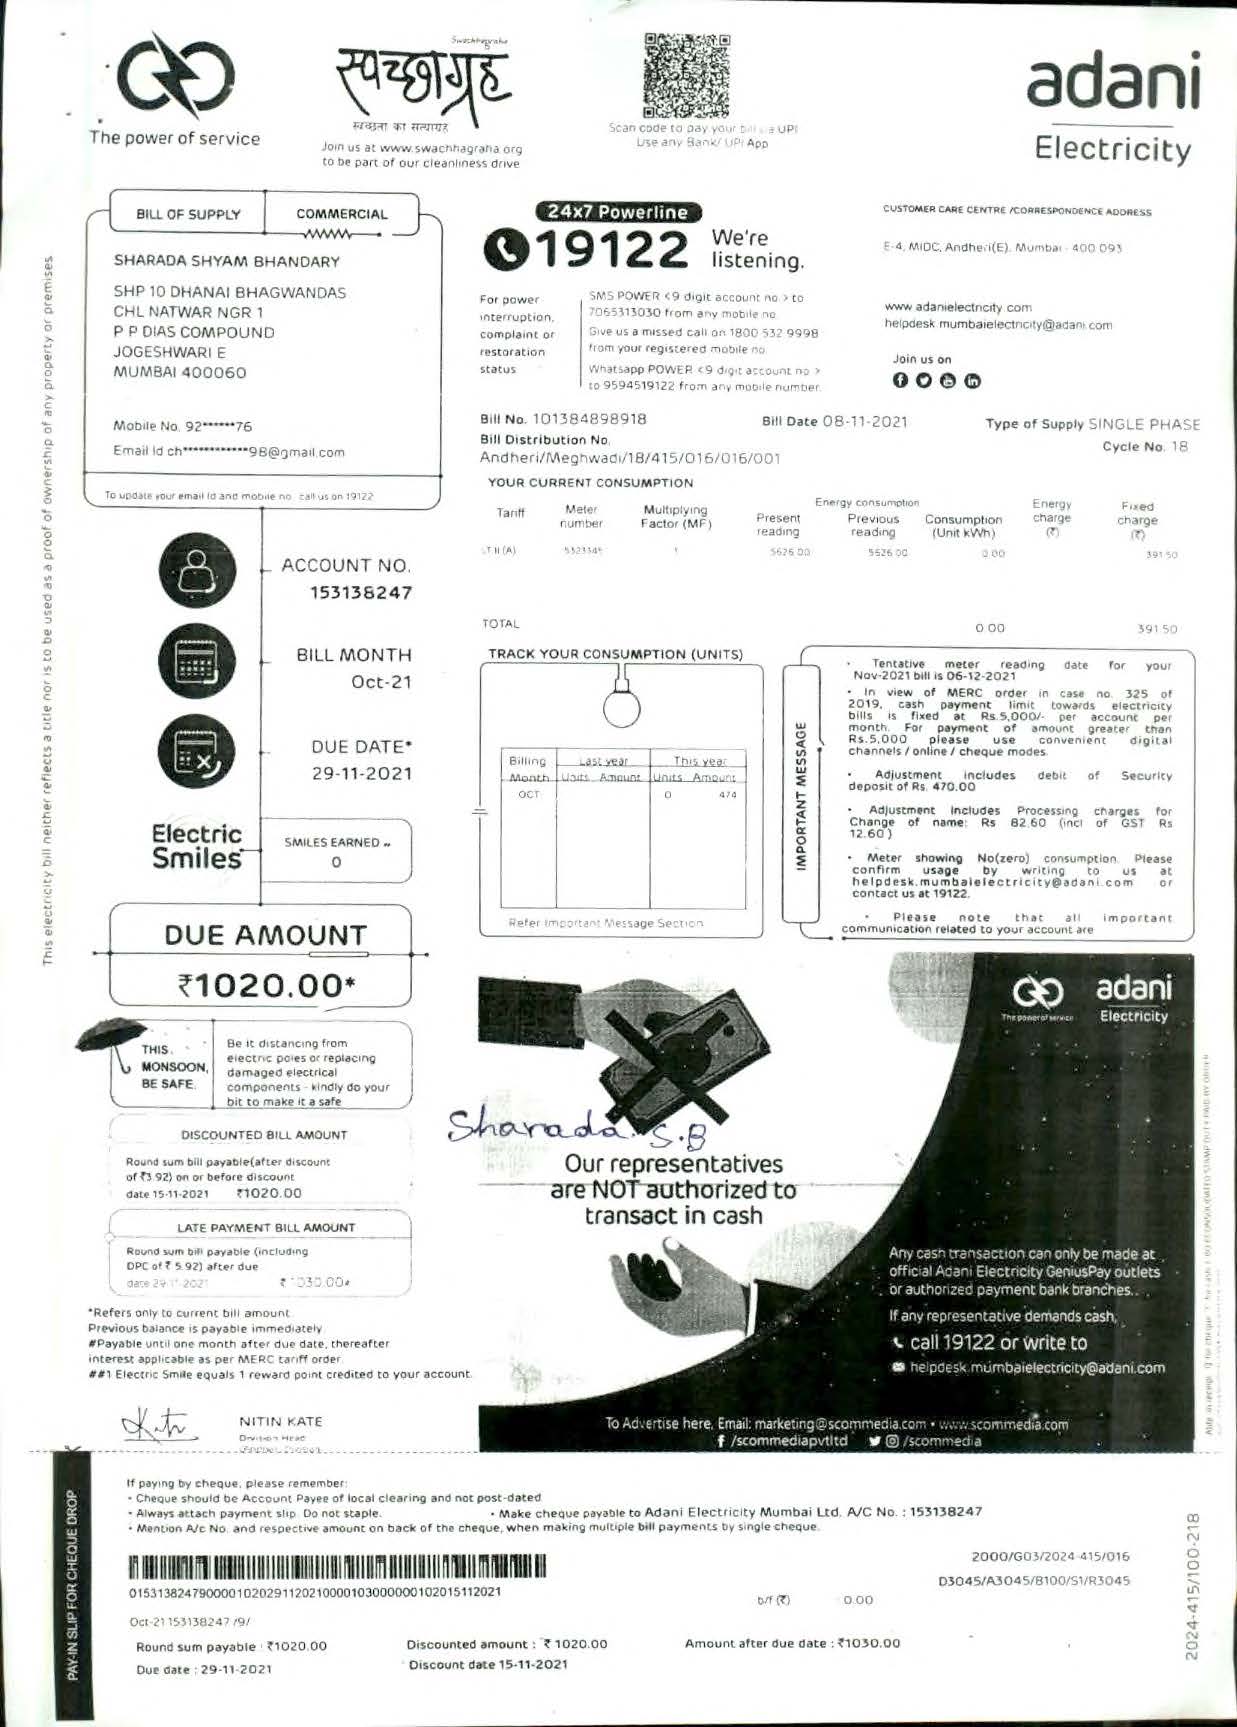 The power of service
Swachhagraha
स्वच्छाग्रह
स्वच्छता का सत्याग्रह
Join us at www.swachhagraha.org
to be part of our cleanliness drive
Scan code to pay your bill via UPI
Use any Bank/ UPI App
adani
Electricity
This electricity bill neither reflects a title nor is to be used as a proof of ownership of any property or premises
BILL OF SUPPLY
COMMERCIAL
SHARADA SHYAM BHANDARY
SHP 10 DHANAI BHAGWANDAS
CHL NATWAR NGR 1
P P DIAS COMPOUND
JOGESHWARI E
MUMBAI 400060
Mobile No. 92******76
Email Id ch************98@gmail.com
To update your email Id and mobile no. call us on 19122
24x7 Powerline
19122 We're listening.
For power interruption, complaint or restoration status
SMS POWER <9 digit account no.> to
7065313030 from any mobile no.
Give us a missed call on 1800 532 9998
from your registered mobile no.
Whatsapp POWER <9 digit account no >
to 9594519122 from any mobile number.
CUSTOMER CARE CENTRE /CORRESPONDENCE ADDRESS
E-4, MIDC, Andheri(E), Mumbai - 400 093
www.adanielectricity.com
helpdesk.mumbaielectricity@adani.com
Join us on
Bill No. 101384898918
Bill Date 08-11-2021
Type of Supply SINGLE PHASE
Bill Distribution No.
Cycle No. 18
Andheri/Meghwadi/18/415/016/016/001
YOUR CURRENT CONSUMPTION
Tariff
Meter number
Multiplying Factor (MF)
Energy consumption
Present reading
Previous reading
Consumption (Unit kWh)
Energy charge (₹)
Fixed charge (₹)
LT II (A)
1
5626.00
5626.00
0.00
391.50
TOTAL
0.00
391.50
ACCOUNT NO.
153138247
BILL MONTH
Oct-21
DUE DATE*
29-11-2021
Electric
Smiles
SMILES EARNED
0
DUE AMOUNT
₹1020.00*
TRACK YOUR CONSUMPTION (UNITS)
Billing Month
Last year
This year
Units Amount Units Amount
OCT 0 474
Refer Important Message Section
IMPORTANT MESSAGE
• Tentative meter reading date for your
Nov-2021 bill is 06-12-2021
• In view of MERC order in case no. 325 of
2019, cash payment limit towards electricity
bills is fixed at Rs.5,000/- per account per
month. For payment of amount greater than
Rs.5,000 please use convenient digital
channels / online / cheque modes.
• Adjustment includes debit of Security
deposit of Rs. 470.00
• Adjustment Includes Processing charges for
Change of name: Rs 82.60 (incl of GST Rs
12.60)
• Meter showing No(zero) consumption. Please
confirm usage by writing to us at
helpdesk.mumbaielectricity@adani.com or
contact us at 19122.
• Please note that all important
communication related to your account are
THIS
MONSOON,
BE SAFE.
Be it distancing from
electric poles or replacing
damaged electrical
components - kindly do your
bit to make it a safe
DISCOUNTED BILL AMOUNT
Round sum bill payable(after discount
of ₹3.92) on or before discount
date 15-11-2021 ₹1020.00
LATE PAYMENT BILL AMOUNT
Round sum bill payable (including
DPC of ₹ 5.92) after due
date 29-11-2021 ₹1030.00#
*Refers only to current bill amount.
Previous balance is payable immediately.
#Payable until one month after due date, thereafter
interest applicable as per MERC tariff order.
##1 Electric Smile equals 1 reward point credited to your account.
NITIN KATE
Division Head
Sharada. S.B
adani
Electricity
The power of service
Our representatives
are NOT authorized to
transact in cash
Any cash transaction can only be made at
official Adani Electricity GeniusPay outlets
or authorized payment bank branches.
If any representative demands cash,
call 19122 or write to
helpdesk.mumbaielectricity@adani.com
To Advertise here, Email: marketing@scommedia.com • www.scommedia.com
/scommediapvtltd /scommedia
PAY-IN SLIP FOR CHEQUE DROP
If paying by cheque, please remember:
• Cheque should be Account Payee of local clearing and not post-dated
• Always attach payment slip. Do not staple. • Make cheque payable to Adani Electricity Mumbai Ltd. A/C No. : 153138247
• Mention A/c No. and respective amount on back of the cheque, when making multiple bill payments by single cheque.
2000/G03/2024-415/016
D3045/A3045/B100/S1/R3045
b/f (₹) : 0.00
Oct-21 153138247 /9/
Round sum payable : ₹1020.00
Discounted amount : ₹ 1020.00
Amount after due date : ₹1030.00
Due date : 29-11-2021
Discount date 15-11-2021
2024-415/100-218